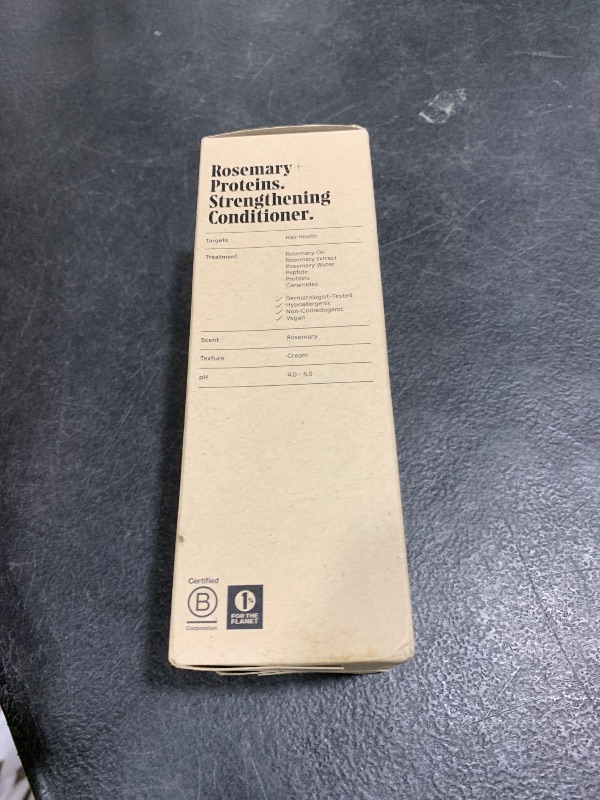 Rosemary+
Proteins.
Strengthening
Conditioner.
Targets Hair Health
Treatment Rosemary Oil
Rosemary Extract
Rosemary Water
Peptide
Proteins
Ceramides
✓ Dermatologist-Tested
✓ Hypoallergenic
✓ Non-Comedogenic
✓ Vegan
Scent Rosemary
Texture Cream
pH 4.0 - 5.0
Certified
B
Corporation
1%
FOR THE
PLANET